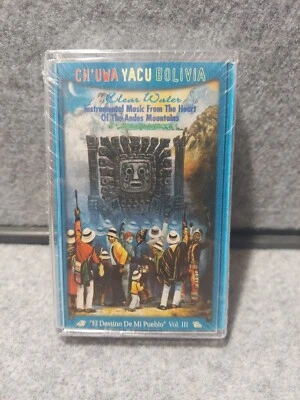 CH'UWA YACU BOLIVIA
"Clear Water"
Instrumental Music From The Heart
Of The Andes Mountains
"El Destino De Mi Pueblo" Vol. III